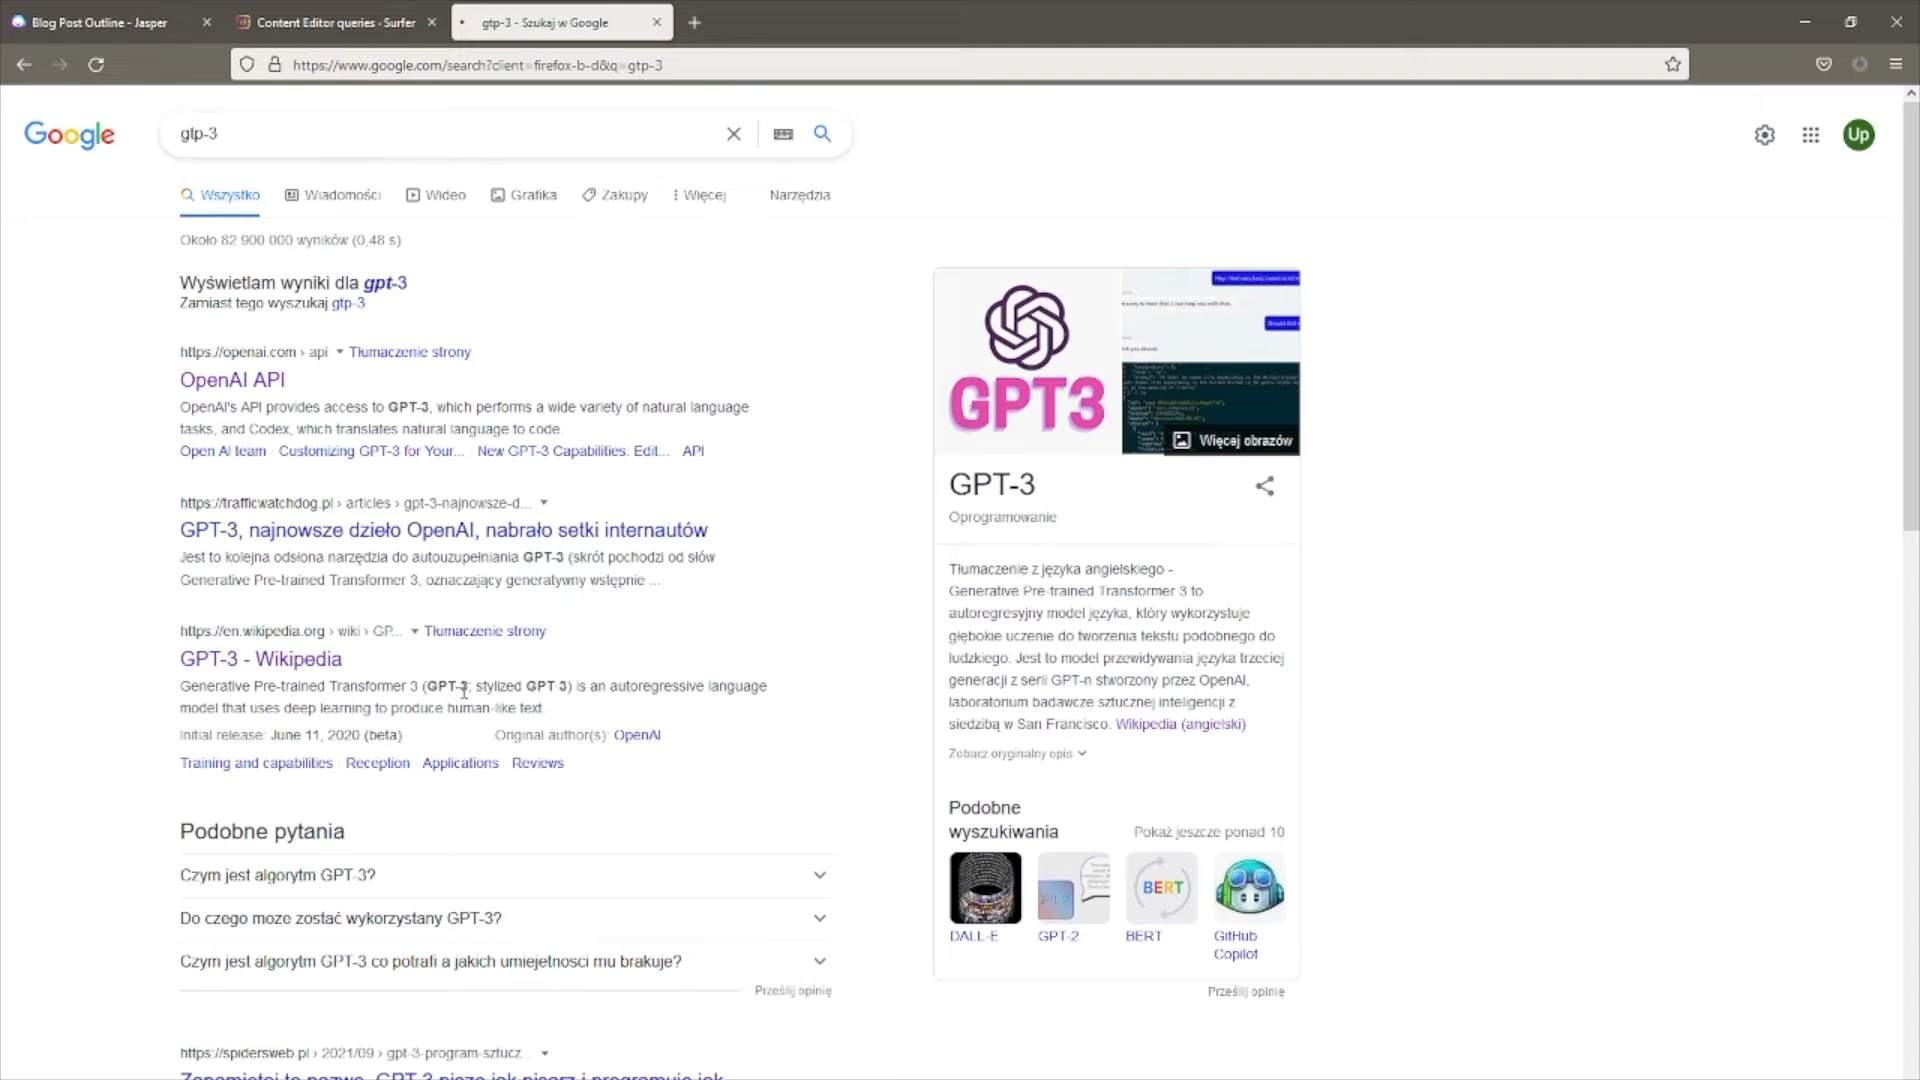 Blog Post Outline - Jasper
Content Editor queries - Surfer
gtp-3 - Szukaj w Google
https://www.google.com/search?client=firefox-b-d&q=gtp-3
Google
gtp-3
Up
Wszystko
Wiadomości
Wideo
Grafika
Zakupy
Więcej
Narzędzia
Około 82 900 000 wyników (0,48 s)
Wyświetlam wyniki dla gpt-3
Zamiast tego wyszukaj gtp-3
https://openai.com › api Tłumaczenie strony
OpenAI API
OpenAI's API provides access to GPT-3, which performs a wide variety of natural language
tasks, and Codex, which translates natural language to code.
Open AI team · Customizing GPT-3 for Your... · New GPT-3 Capabilities: Edit... · API
https://trafficwatchdog.pl › articles › gpt-3-najnowsze-d...
GPT-3, najnowsze dzieło OpenAI, nabrało setki internautów
Jest to kolejna odsłona narzędzia do autouzupełniania GPT-3 (skrót pochodzi od słów
Generative Pre-trained Transformer 3, oznaczający generatywny wstępnie ...
https://en.wikipedia.org › wiki › GP... Tłumaczenie strony
GPT-3 - Wikipedia
Generative Pre-trained Transformer 3 (GPT-3; stylized GPT·3) is an autoregressive language
model that uses deep learning to produce human-like text.
Initial release: June 11, 2020 (beta)
Original author(s): OpenAI
Training and capabilities · Reception · Applications · Reviews
Podobne pytania
Czym jest algorytm GPT-3?
Do czego może zostać wykorzystany GPT-3?
Czym jest algorytm GPT-3 co potrafi a jakich umiejetnosci mu brakuje?
Prześlij opinię
https://spidersweb.pl › 2021/09 › gpt-3-program-sztucz...
Zapamiętaj tę nazwę. GPT-3 pisze jak pisarz i programuje jak
GPT3
Więcej obrazów
GPT-3
Oprogramowanie
Tłumaczenie z języka angielskiego -
Generative Pre-trained Transformer 3 to
autoregresyjny model języka, który wykorzystuje
głębokie uczenie do tworzenia tekstu podobnego do
ludzkiego. Jest to model przewidywania języka trzeciej
generacji z serii GPT-n stworzony przez OpenAI,
laboratorium badawcze sztucznej inteligencji z
siedzibą w San Francisco. Wikipedia (angielski)
Zobacz oryginalny opis
Podobne
wyszukiwania
Pokaż jeszcze ponad 10
GPT-2
BERT
DALL-E
GPT-2
BERT
GitHub
Copilot
Prześlij opinię